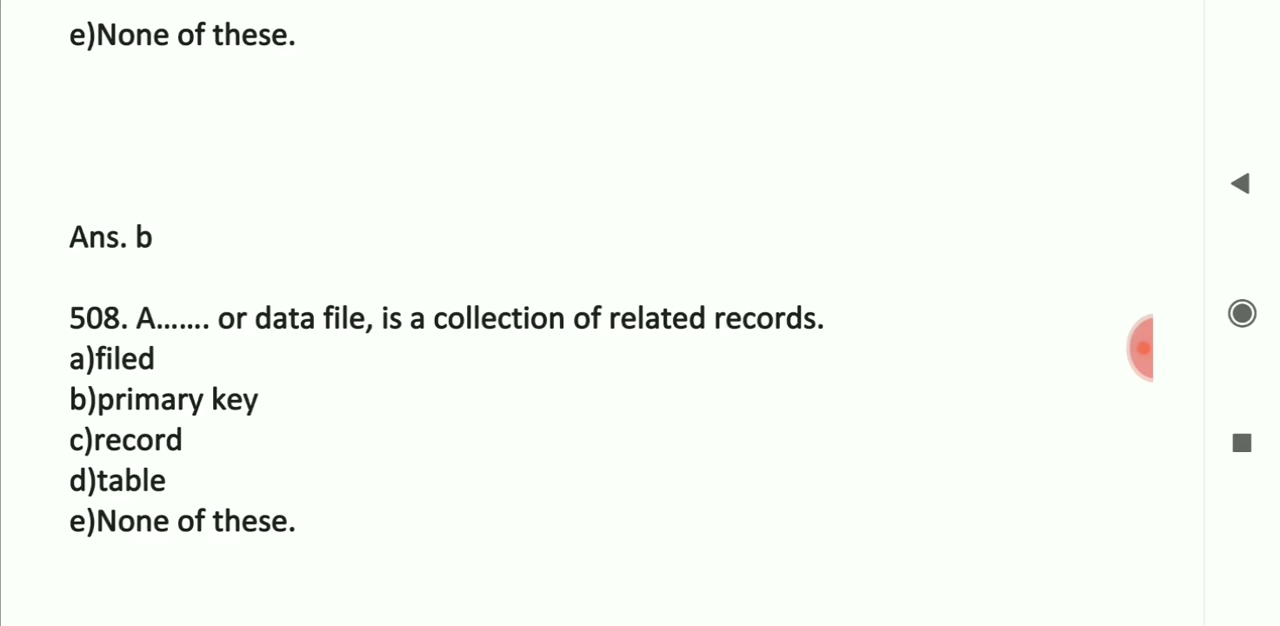 e)None of these.
Ans. b
508. A....... or data file, is a collection of related records.
a)filed
b)primary key
c)record
d)table
e)None of these.